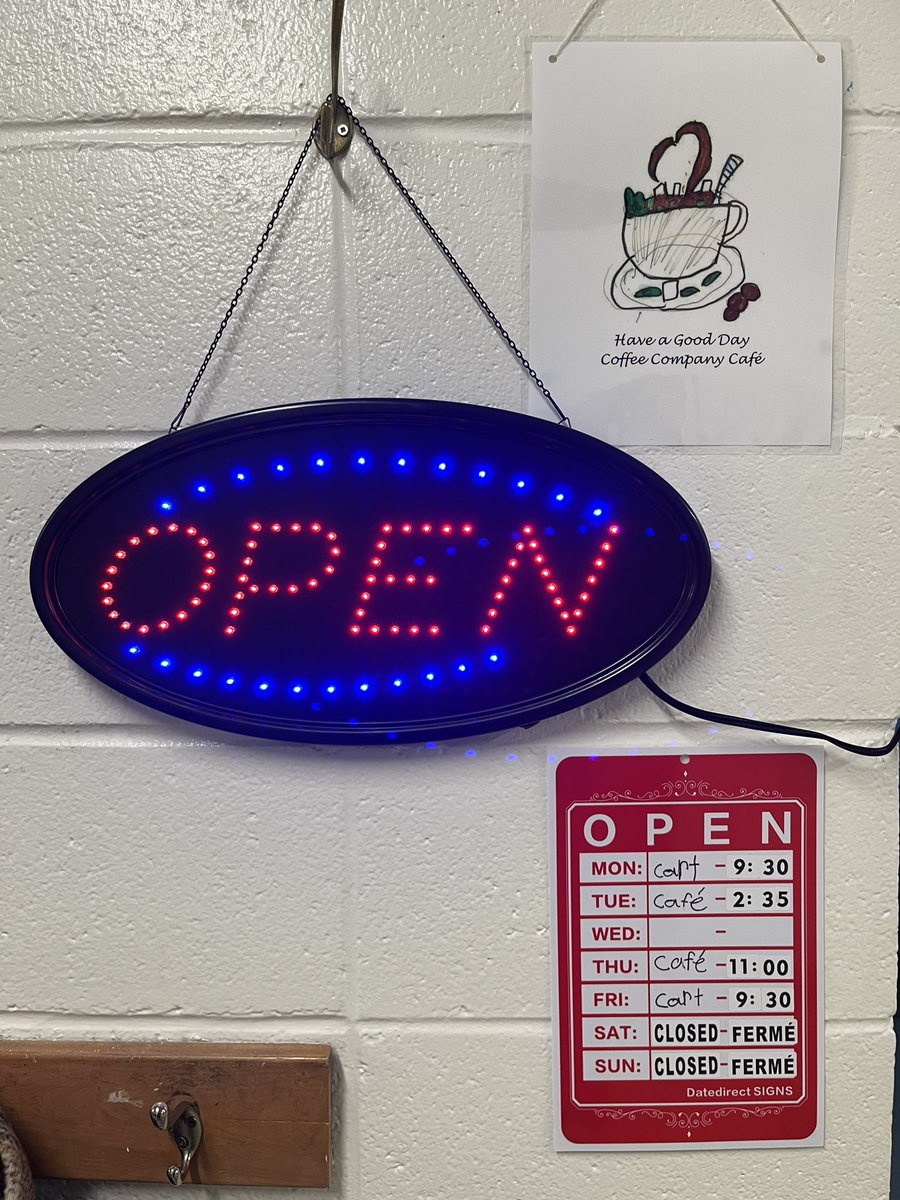 Have a Good Day
Coffee Company Café
OPEN
OPEN
MON: cart - 9:30
TUE: café - 2:35
WED: -
THU: café - 11:00
FRI: cart - 9:30
SAT: CLOSED - FERMÉ
SUN: CLOSED - FERMÉ
Datedirect SIGNS